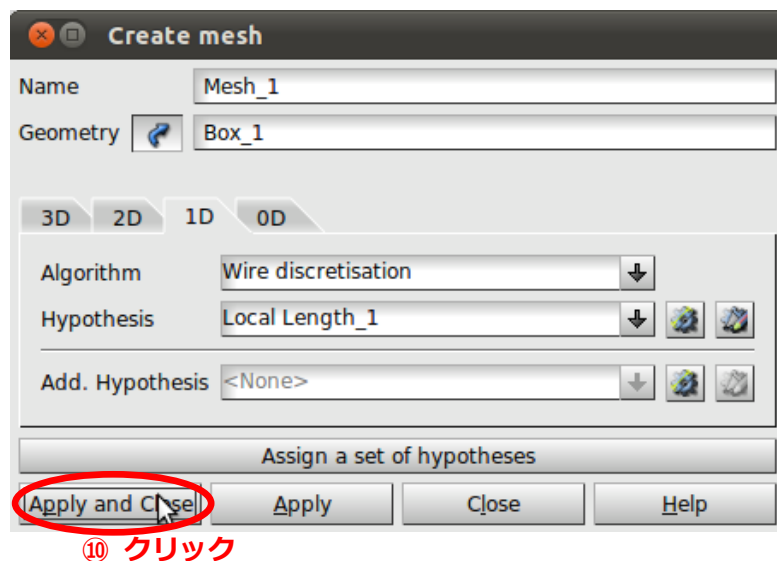 Create mesh
Name Mesh_1
Geometry Box_1
3D 2D 1D 0D
Algorithm Wire discretisation
Hypothesis Local Length_1
Add. Hypothesis <None>
Assign a set of hypotheses
Apply and Close Apply Close Help
⑩ クリック